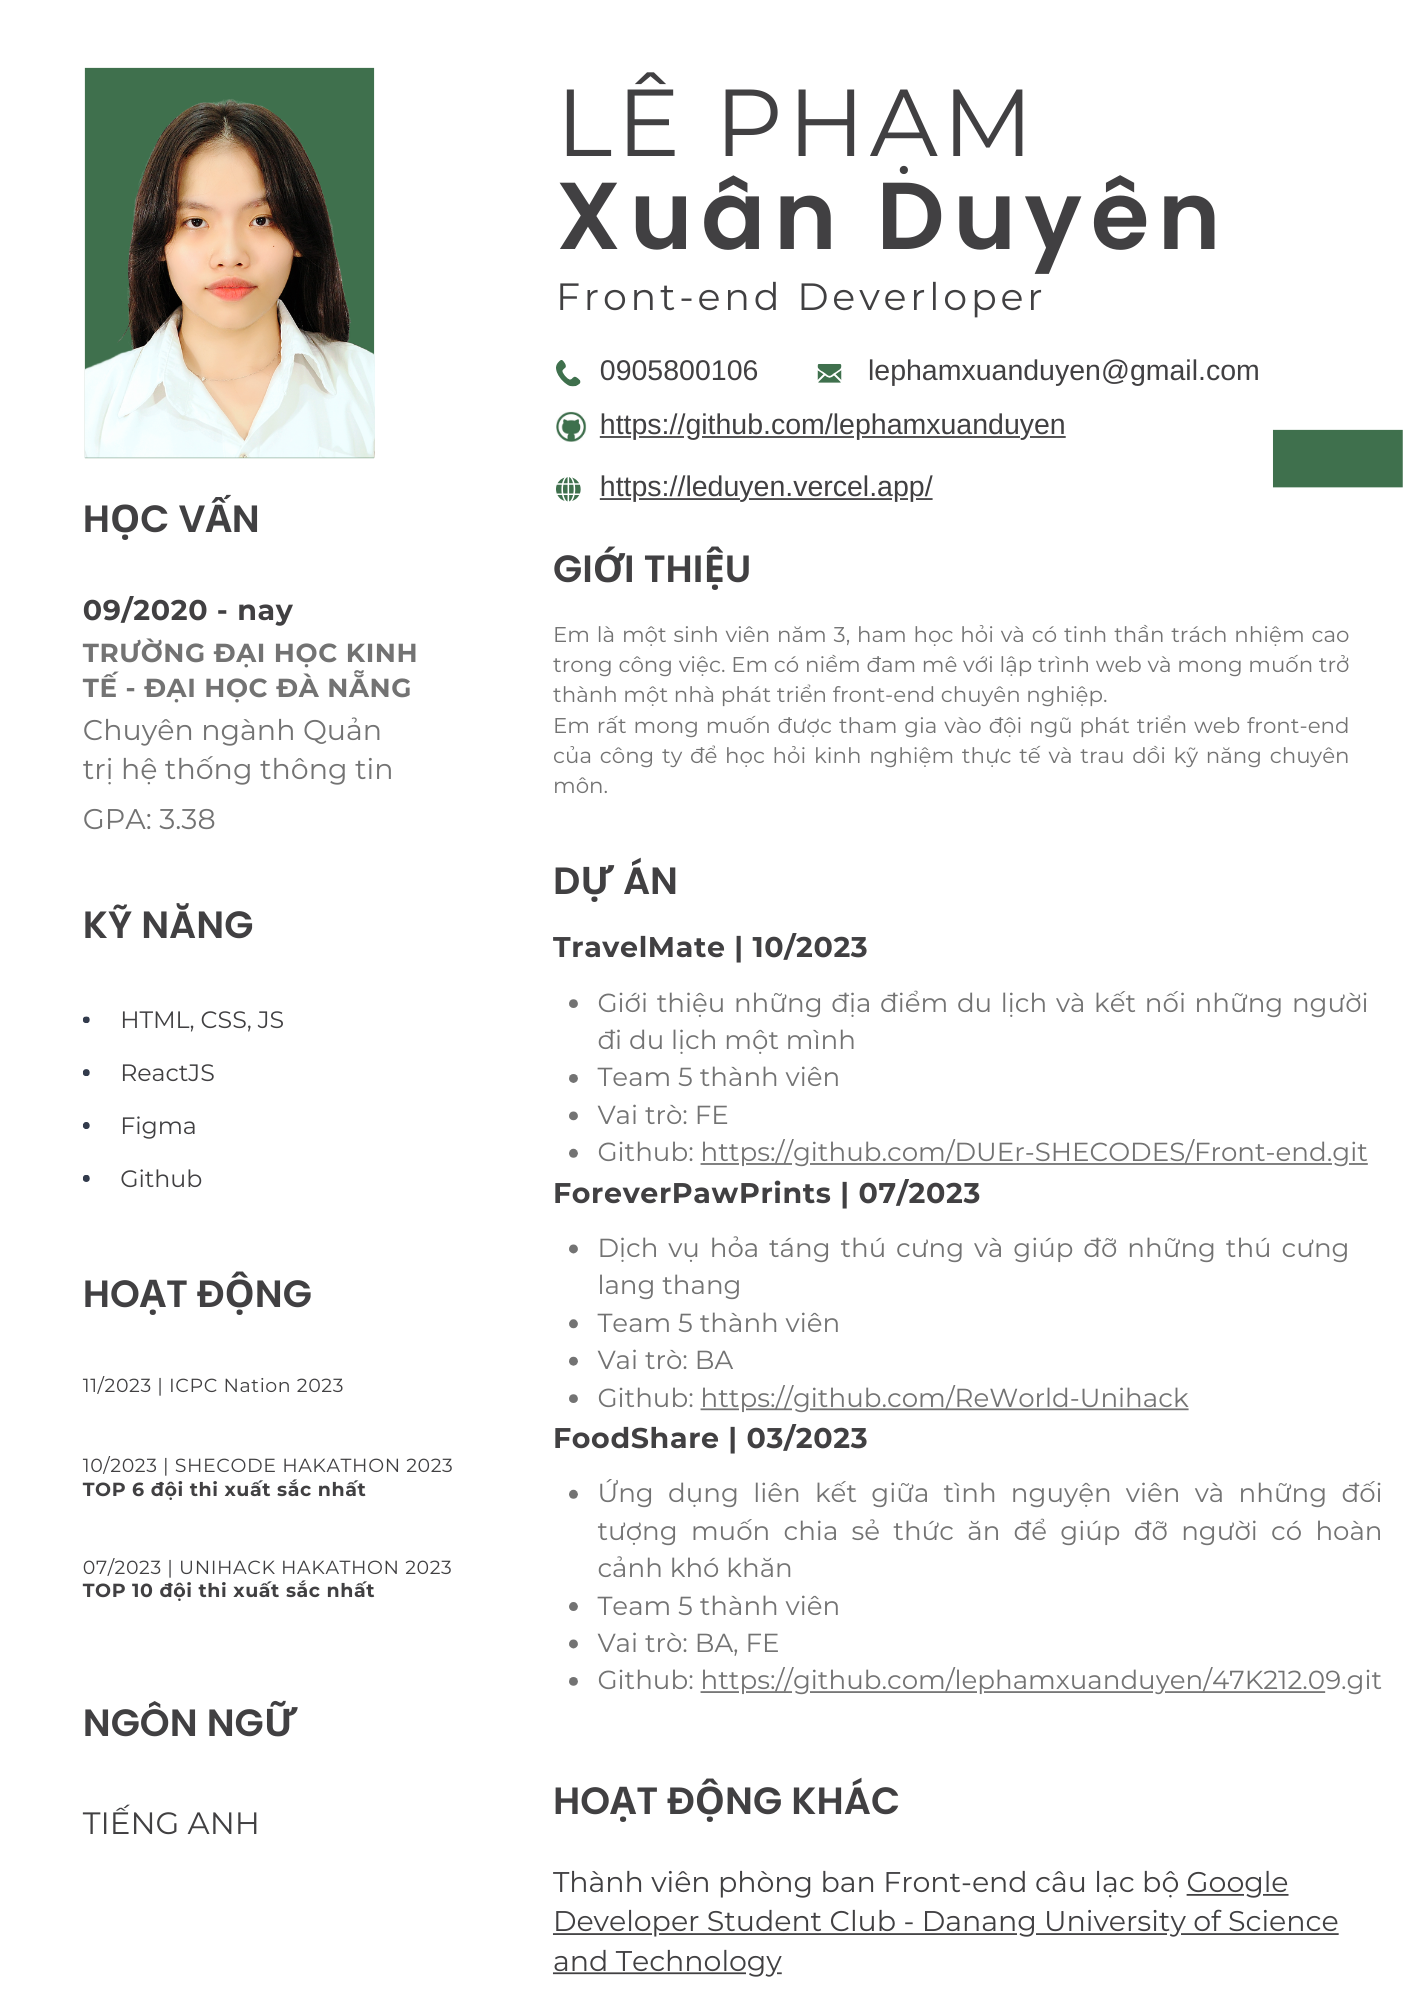 LÊ PHẠM
Xuân Duyên
Front-end Deverloper
0905800106
lephamxuanduyen@gmail.com
https://github.com/lephamxuanduyen
https://leduyen.vercel.app/
HỌC VẤN
09/2020 - nay
TRƯỜNG ĐẠI HỌC KINH
TẾ - ĐẠI HỌC ĐÀ NẴNG
Chuyên ngành Quản
trị hệ thống thông tin
GPA: 3.38
KỸ NĂNG
• HTML, CSS, JS
• ReactJS
• Figma
• Github
HOẠT ĐỘNG
11/2023 | ICPC Nation 2023
10/2023 | SHECODE HAKATHON 2023
TOP 6 đội thi xuất sắc nhất
07/2023 | UNIHACK HAKATHON 2023
TOP 10 đội thi xuất sắc nhất
NGÔN NGỮ
TIẾNG ANH
GIỚI THIỆU
Em là một sinh viên năm 3, ham học hỏi và có tinh thần trách nhiệm cao
trong công việc. Em có niềm đam mê với lập trình web và mong muốn trở
thành một nhà phát triển front-end chuyên nghiệp.
Em rất mong muốn được tham gia vào đội ngũ phát triển web front-end
của công ty để học hỏi kinh nghiệm thực tế và trau dồi kỹ năng chuyên
môn.
DỰ ÁN
TravelMate | 10/2023
• Giới thiệu những địa điểm du lịch và kết nối những người
đi du lịch một mình
• Team 5 thành viên
• Vai trò: FE
• Github: https://github.com/DUEr-SHECODES/Front-end.git
ForeverPawPrints | 07/2023
• Dịch vụ hỏa táng thú cưng và giúp đỡ những thú cưng
lang thang
• Team 5 thành viên
• Vai trò: BA
• Github: https://github.com/ReWorld-Unihack
FoodShare | 03/2023
• Ứng dụng liên kết giữa tình nguyện viên và những đối
tượng muốn chia sẻ thức ăn để giúp đỡ người có hoàn
cảnh khó khăn
• Team 5 thành viên
• Vai trò: BA, FE
• Github: https://github.com/lephamxuanduyen/47K212.09.git
HOẠT ĐỘNG KHÁC
Thành viên phòng ban Front-end câu lạc bộ Google
Developer Student Club - Danang University of Science
and Technology